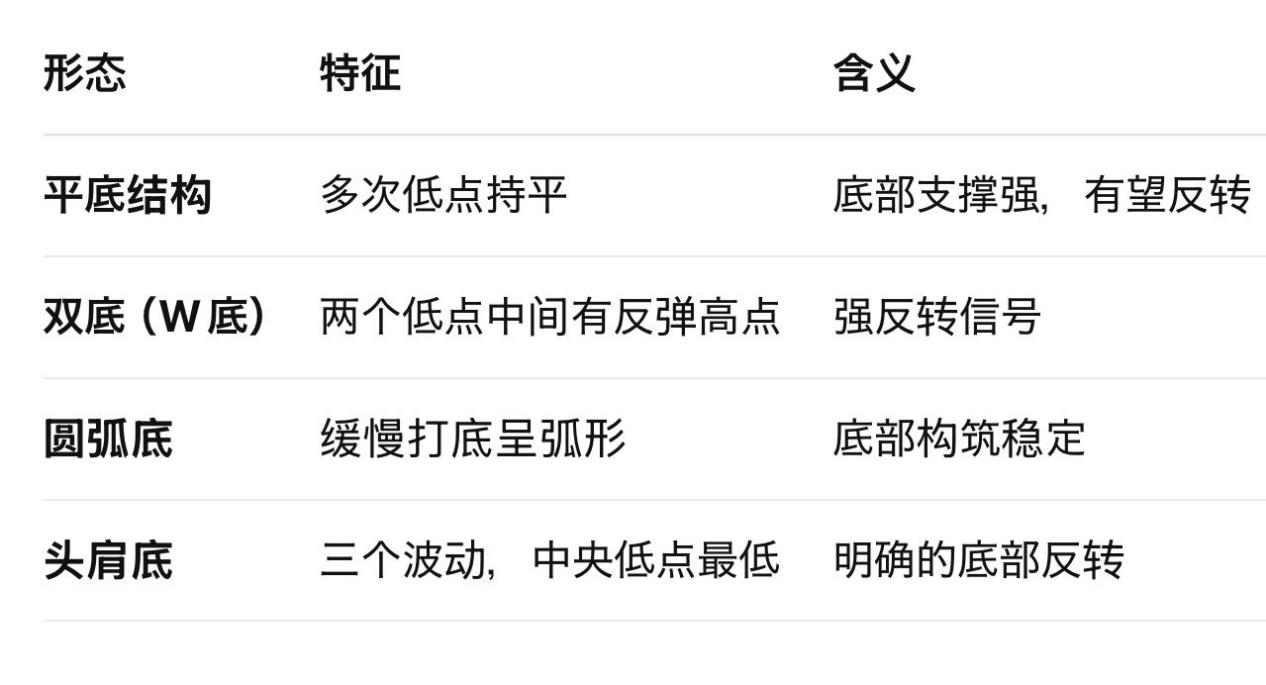 形态 特征 含义
平底结构 多次低点持平 底部支撑强，有望反转
双底（W 底） 两个低点中间有反弹高点 强反转信号
圆弧底 缓慢打底呈弧形 底部构筑稳定
头肩底 三个波动，中央低点最低 明确的底部反转